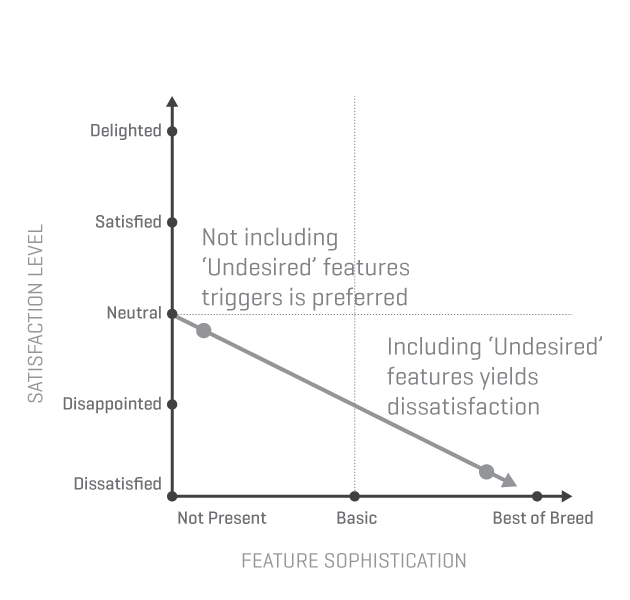 Delighted
Satisfied
Not including
‘Undesired’ features
triggers is preferred
Neutral
Including ‘Undesired’
features yields
dissatisfaction
Disappointed
Dissatisfied
Not Present
Basic
Best of Breed
FEATURE SOPHISTICATION
SATISFACTION LEVEL